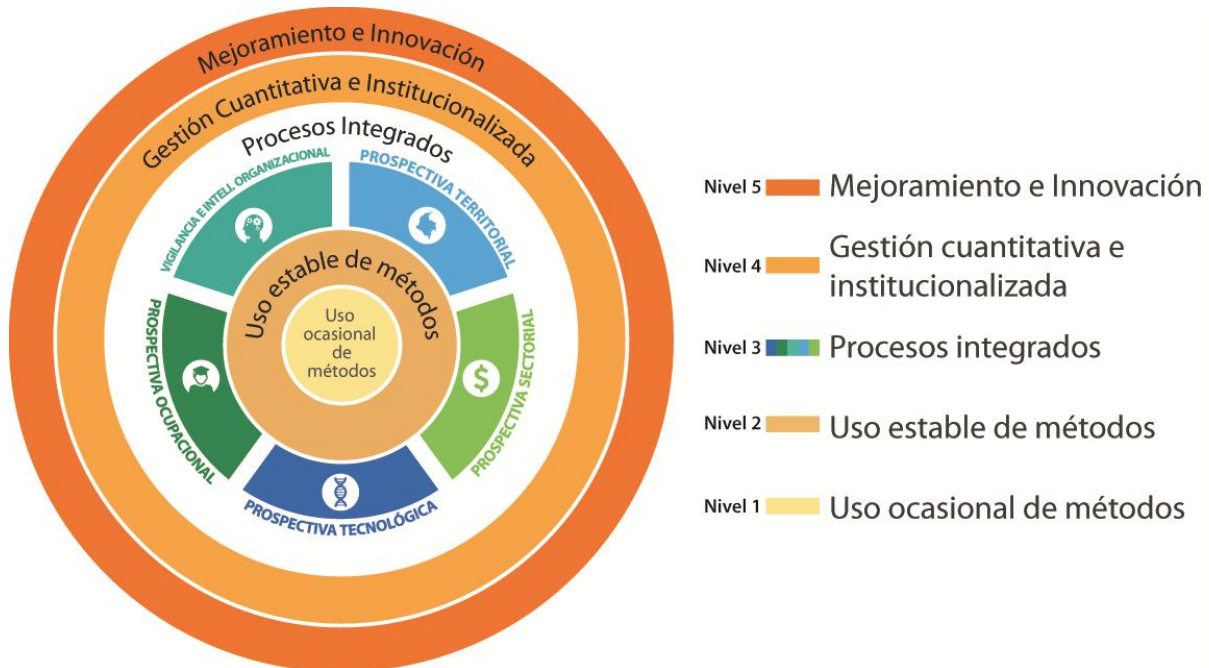 Mejoramiento e Innovación
Gestión Cuantitativa e Institucionalizada
Procesos Integrados
VIGILANCIA E INTELL ORGANIZACIONAL
PROSPECTIVA TERRITORIAL
Uso estable de métodos
Uso
ocasional
de
métodos
PROSPECTIVA OCUPACIONAL
PROSPECTIVA SECTORIAL
PROSPECTIVA TECNOLÓGICA
$
Nivel 5 Mejoramiento e Innovación
Nivel 4 Gestión cuantitativa e
institucionalizada
Nivel 3 Procesos integrados
Nivel 2 Uso estable de métodos
Nivel 1 Uso ocasional de métodos